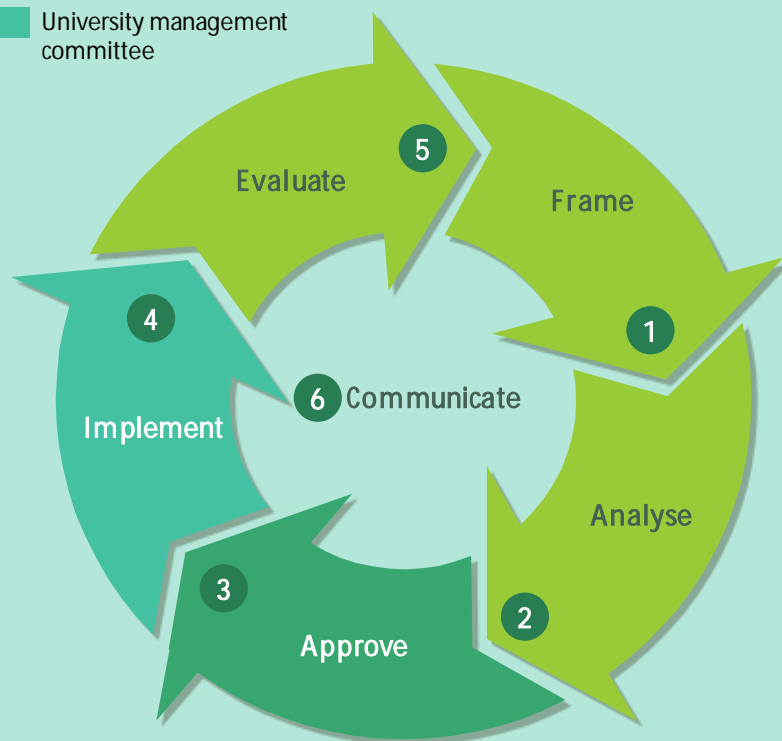 University management
committee
5
Evaluate
Frame
4
1
6 Communicate
Implement
Analyse
3
2
Approve